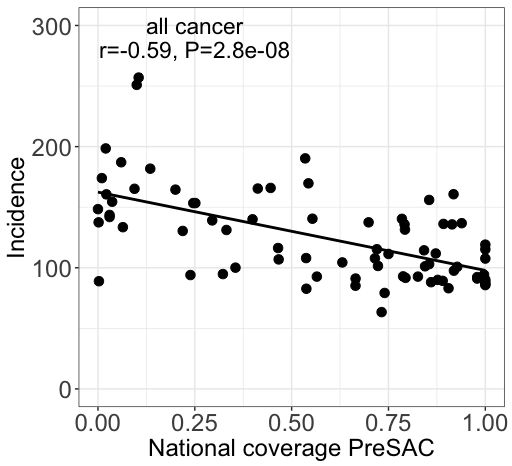 all cancer
r=-0.59, P=2.8e-08
300
200
100
0
Incidence
0.00 0.25 0.50 0.75 1.00
National coverage PreSAC